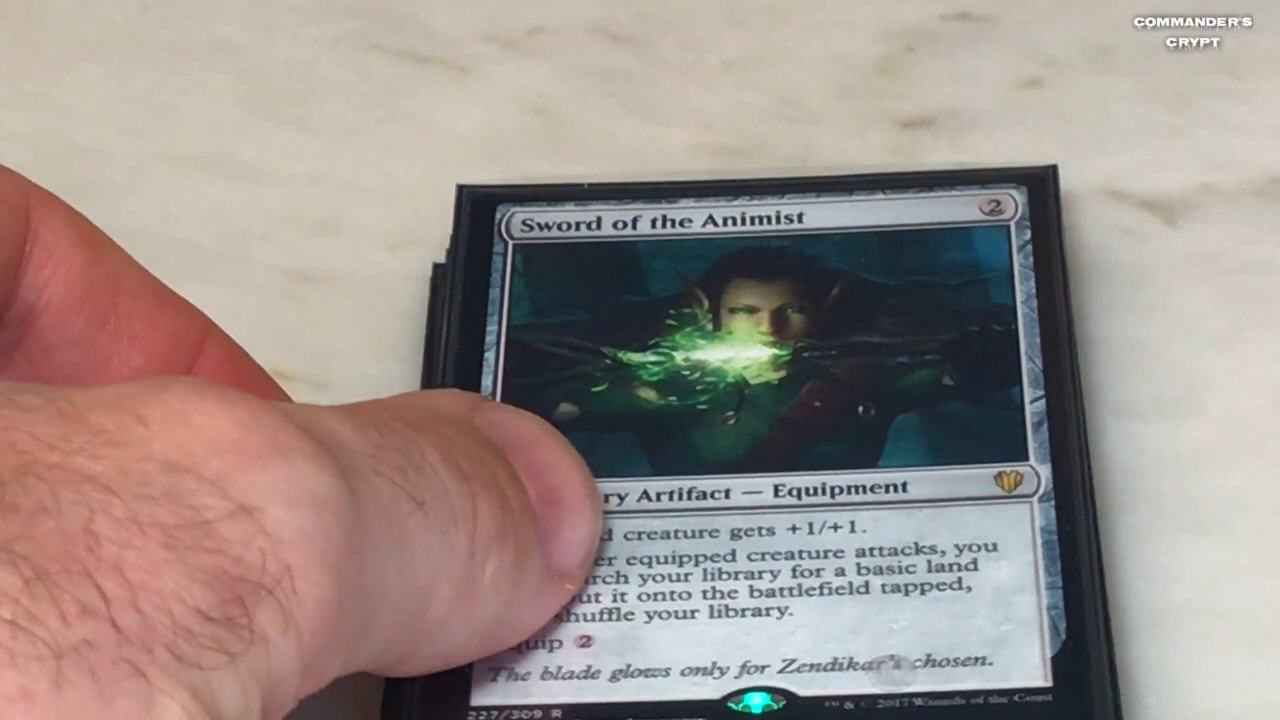 COMMANDER'S
CRYPT
Sword of the Animist
2
ry Artifact — Equipment
d creature gets +1/+1.
er equipped creature attacks, you
rch your library for a basic land
ut it onto the battlefield tapped,
huffle your library.
quip 2
The blade glows only for Zendikar's chosen.
227/309 R
™ & © 2017 Wizards of the Coast